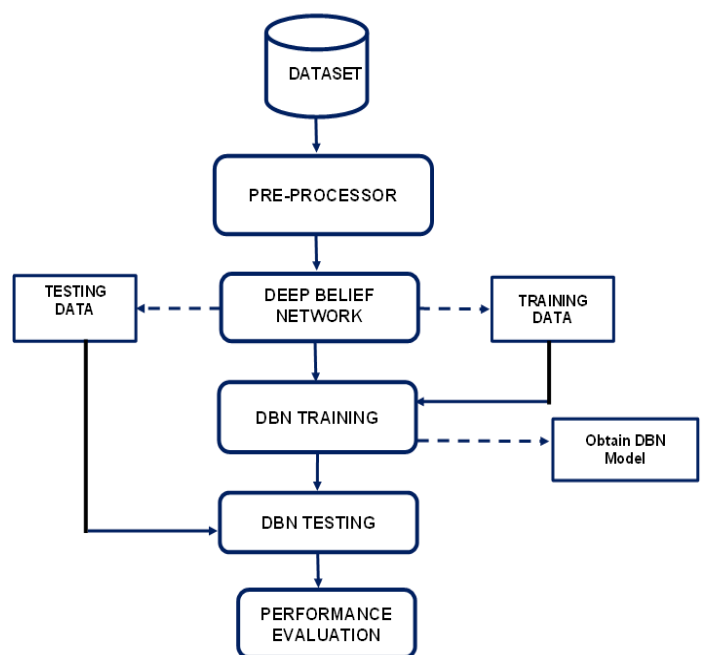 DATASET
PRE-PROCESSOR
TESTING
DATA
DEEP BELIEF
NETWORK
TRAINING
DATA
DBN TRAINING
Obtain DBN
Model
DBN TESTING
PERFORMANCE
EVALUATION